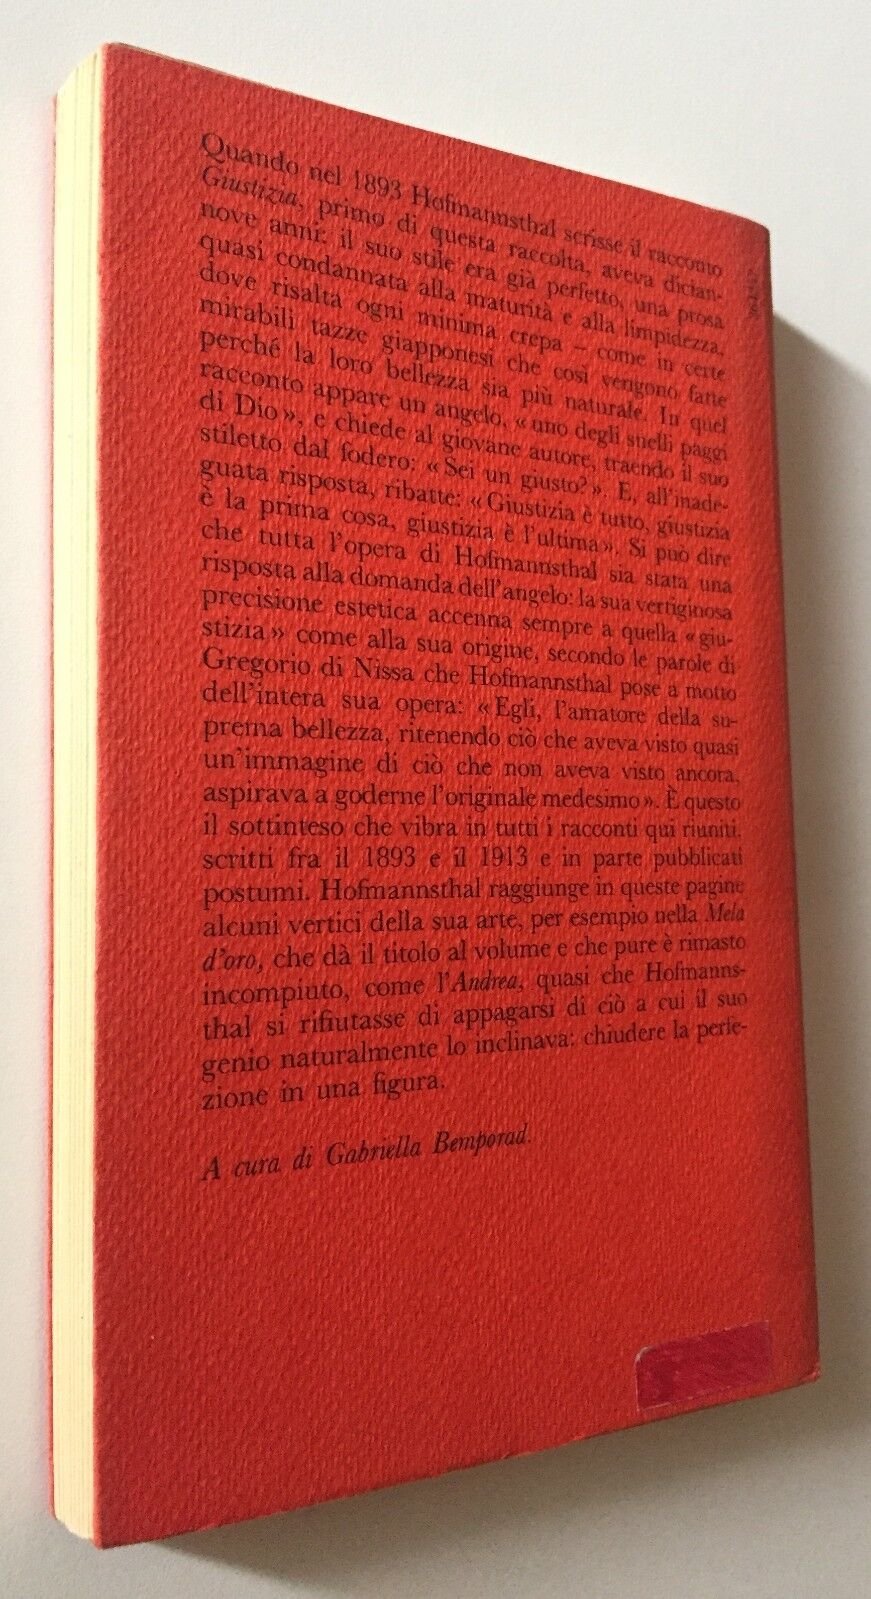 Quando nel 1893 Hofmannsthal scrisse il racconto
Giustizia, primo di questa raccolta, aveva dician-
nove anni: il suo stile era già perfetto, una prosa
quasi condannata alla maturità e alla limpidezza,
dove risalta ogni minima crepa – come in certe
mirabili tazze giapponesi che così vengono fatte
perché la loro bellezza sia più naturale. In quel
racconto appare un angelo, « uno degli snelli paggi
di Dio », e chiede al giovane autore, traendo il suo
stiletto dal fodero: « Sei un giusto? ». E, all'inade-
guata risposta, ribatte: « Giustizia è tutto, giustizia
è la prima cosa, giustizia è l'ultima ». Si può dire
che tutta l'opera di Hofmannsthal sia stata una
risposta alla domanda dell'angelo: la sua vertiginosa
precisione estetica accenna sempre a quella « giu-
stizia » come alla sua origine, secondo le parole di
Gregorio di Nissa che Hofmannsthal pose a motto
dell'intera sua opera: « Egli, l'amatore della su-
prema bellezza, ritenendo ciò che aveva visto quasi
un'immagine di ciò che non aveva visto ancora,
aspirava a goderne l'originale medesimo ». È questo
il sottinteso che vibra in tutti i racconti qui riuniti,
scritti fra il 1893 e il 1913 e in parte pubblicati
postumi. Hofmannsthal raggiunge in queste pagine
alcuni vertici della sua arte, per esempio nella Mela
d'oro, che dà il titolo al volume e che pure è rimasto
incompiuto, come l'Andrea, quasi che Hofmanns-
thal si rifiutasse di appagarsi di ciò a cui il suo
genio naturalmente lo inclinava: chiudere la perfe-
zione in una figura.
A cura di Gabriella Bemporad.